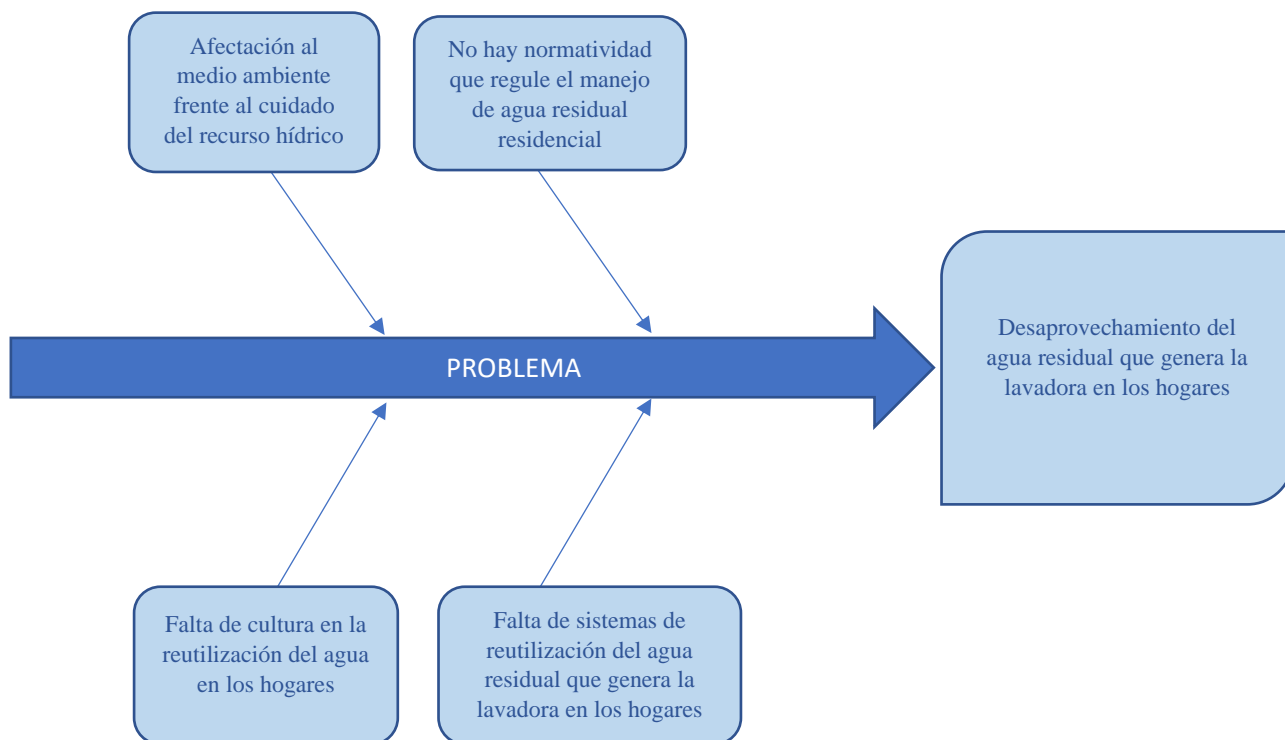 Afectación al
medio ambiente
frente al cuidado
del recurso hídrico
No hay normatividad
que regule el manejo
de agua residual
residencial
PROBLEMA
Desaprovechamiento del
agua residual que genera la
lavadora en los hogares
Falta de cultura en la
reutilización del agua
en los hogares
Falta de sistemas de
reutilización del agua
residual que genera la
lavadora en los hogares